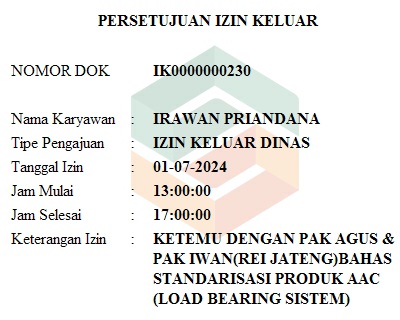 PERSETUJUAN IZIN KELUAR
NOMOR DOK IK0000000230
Nama Karyawan : IRAWAN PRIANDANA
Tipe Pengajuan : IZIN KELUAR DINAS
Tanggal Izin : 01-07-2024
Jam Mulai : 13:00:00
Jam Selesai : 17:00:00
Keterangan Izin : KETEMU DENGAN PAK AGUS &
PAK IWAN(REI JATENG)BAHAS
STANDARISASI PRODUK AAC
(LOAD BEARING SISTEM)